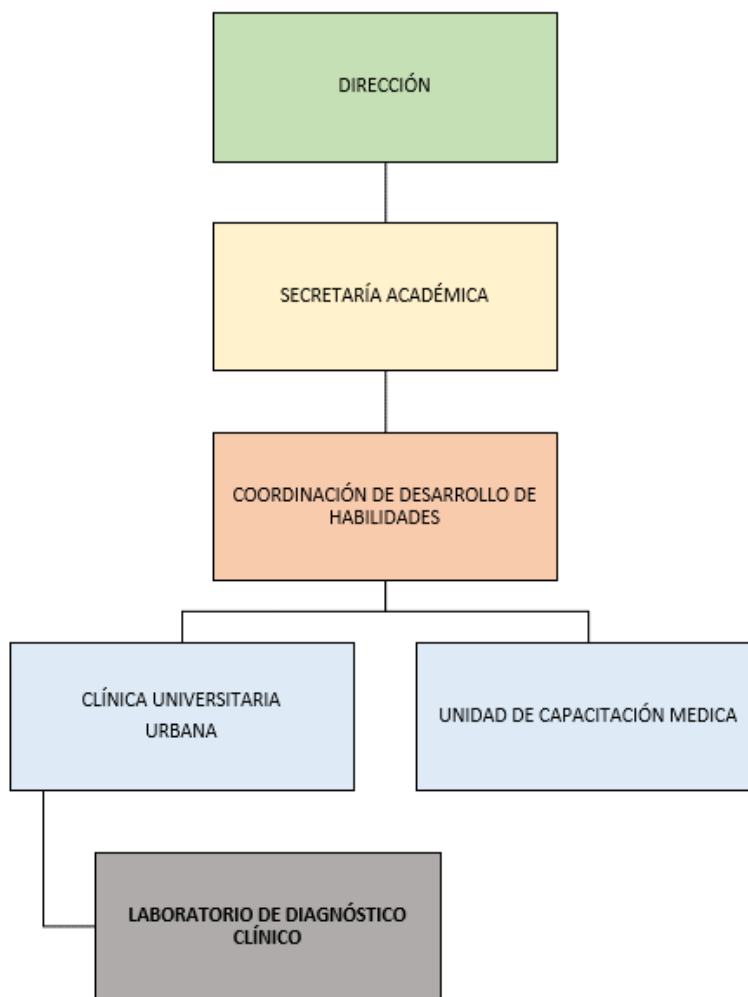 DIRECCIÓN
SECRETARÍA ACADÉMICA
COORDINACIÓN DE DESARROLLO DE
HABILIDADES
CLÍNICA UNIVERSITARIA
URBANA
UNIDAD DE CAPACITACIÓN MEDICA
LABORATORIO DE DIAGNÓSTICO
CLÍNICO